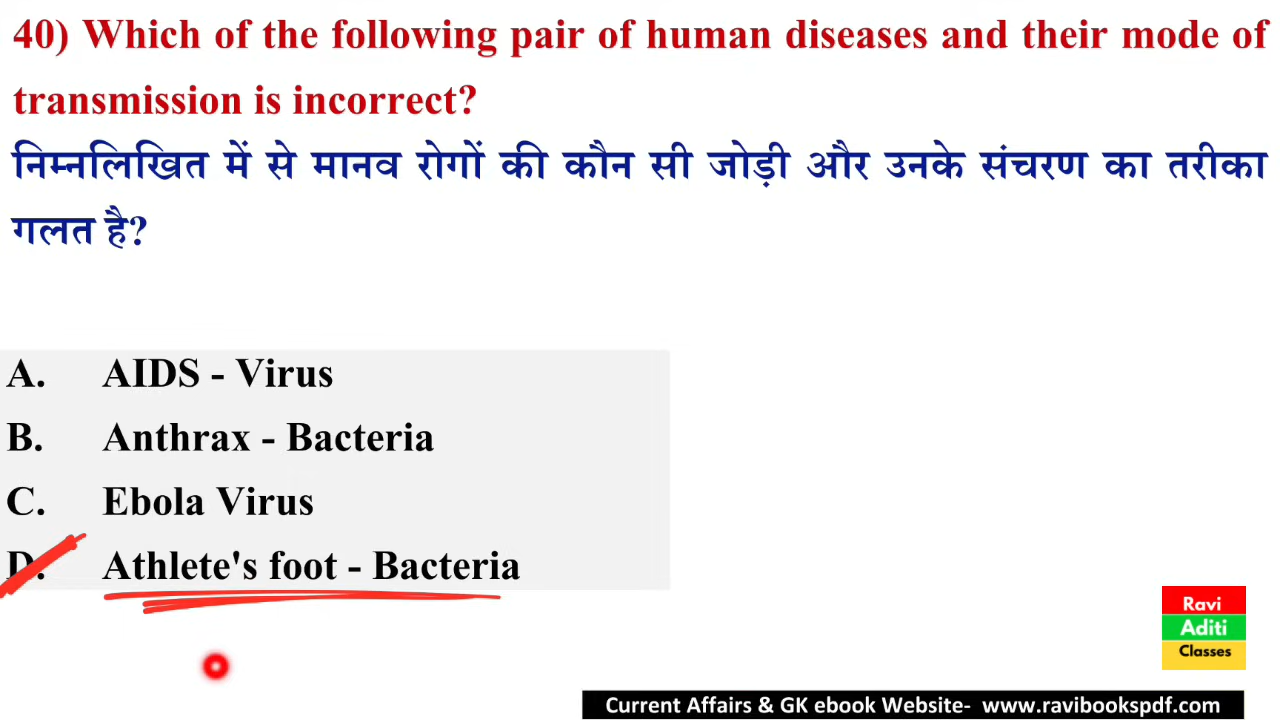 40) Which of the following pair of human diseases and their mode of
transmission is incorrect?
निम्नलिखित में से मानव रोगों की कौन सी जोड़ी और उनके संचरण का तरीका
गलत है?
A. AIDS - Virus
B. Anthrax - Bacteria
C. Ebola Virus
D. Athlete's foot - Bacteria
Ravi
Aditi
Classes
Current Affairs & GK ebook Website- www.ravibookspdf.com